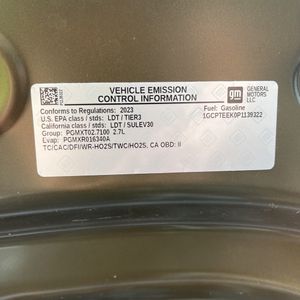 VEHICLE EMISSION
CONTROL INFORMATION
gm
GENERAL
MOTORS
LLC
Conforms to Regulations: 2023
Fuel: Gasoline
U.S. EPA class / stds: LDT / TIER3
1GCPTEEK0P1139322
California class / stds: LDT / SULEV30
Group: PGMXT02.7100 2.7L
Evap: PGMXR016340A
TC/CAC/DFI/WR-HO2S/TWC/HO2S, CA OBD: II